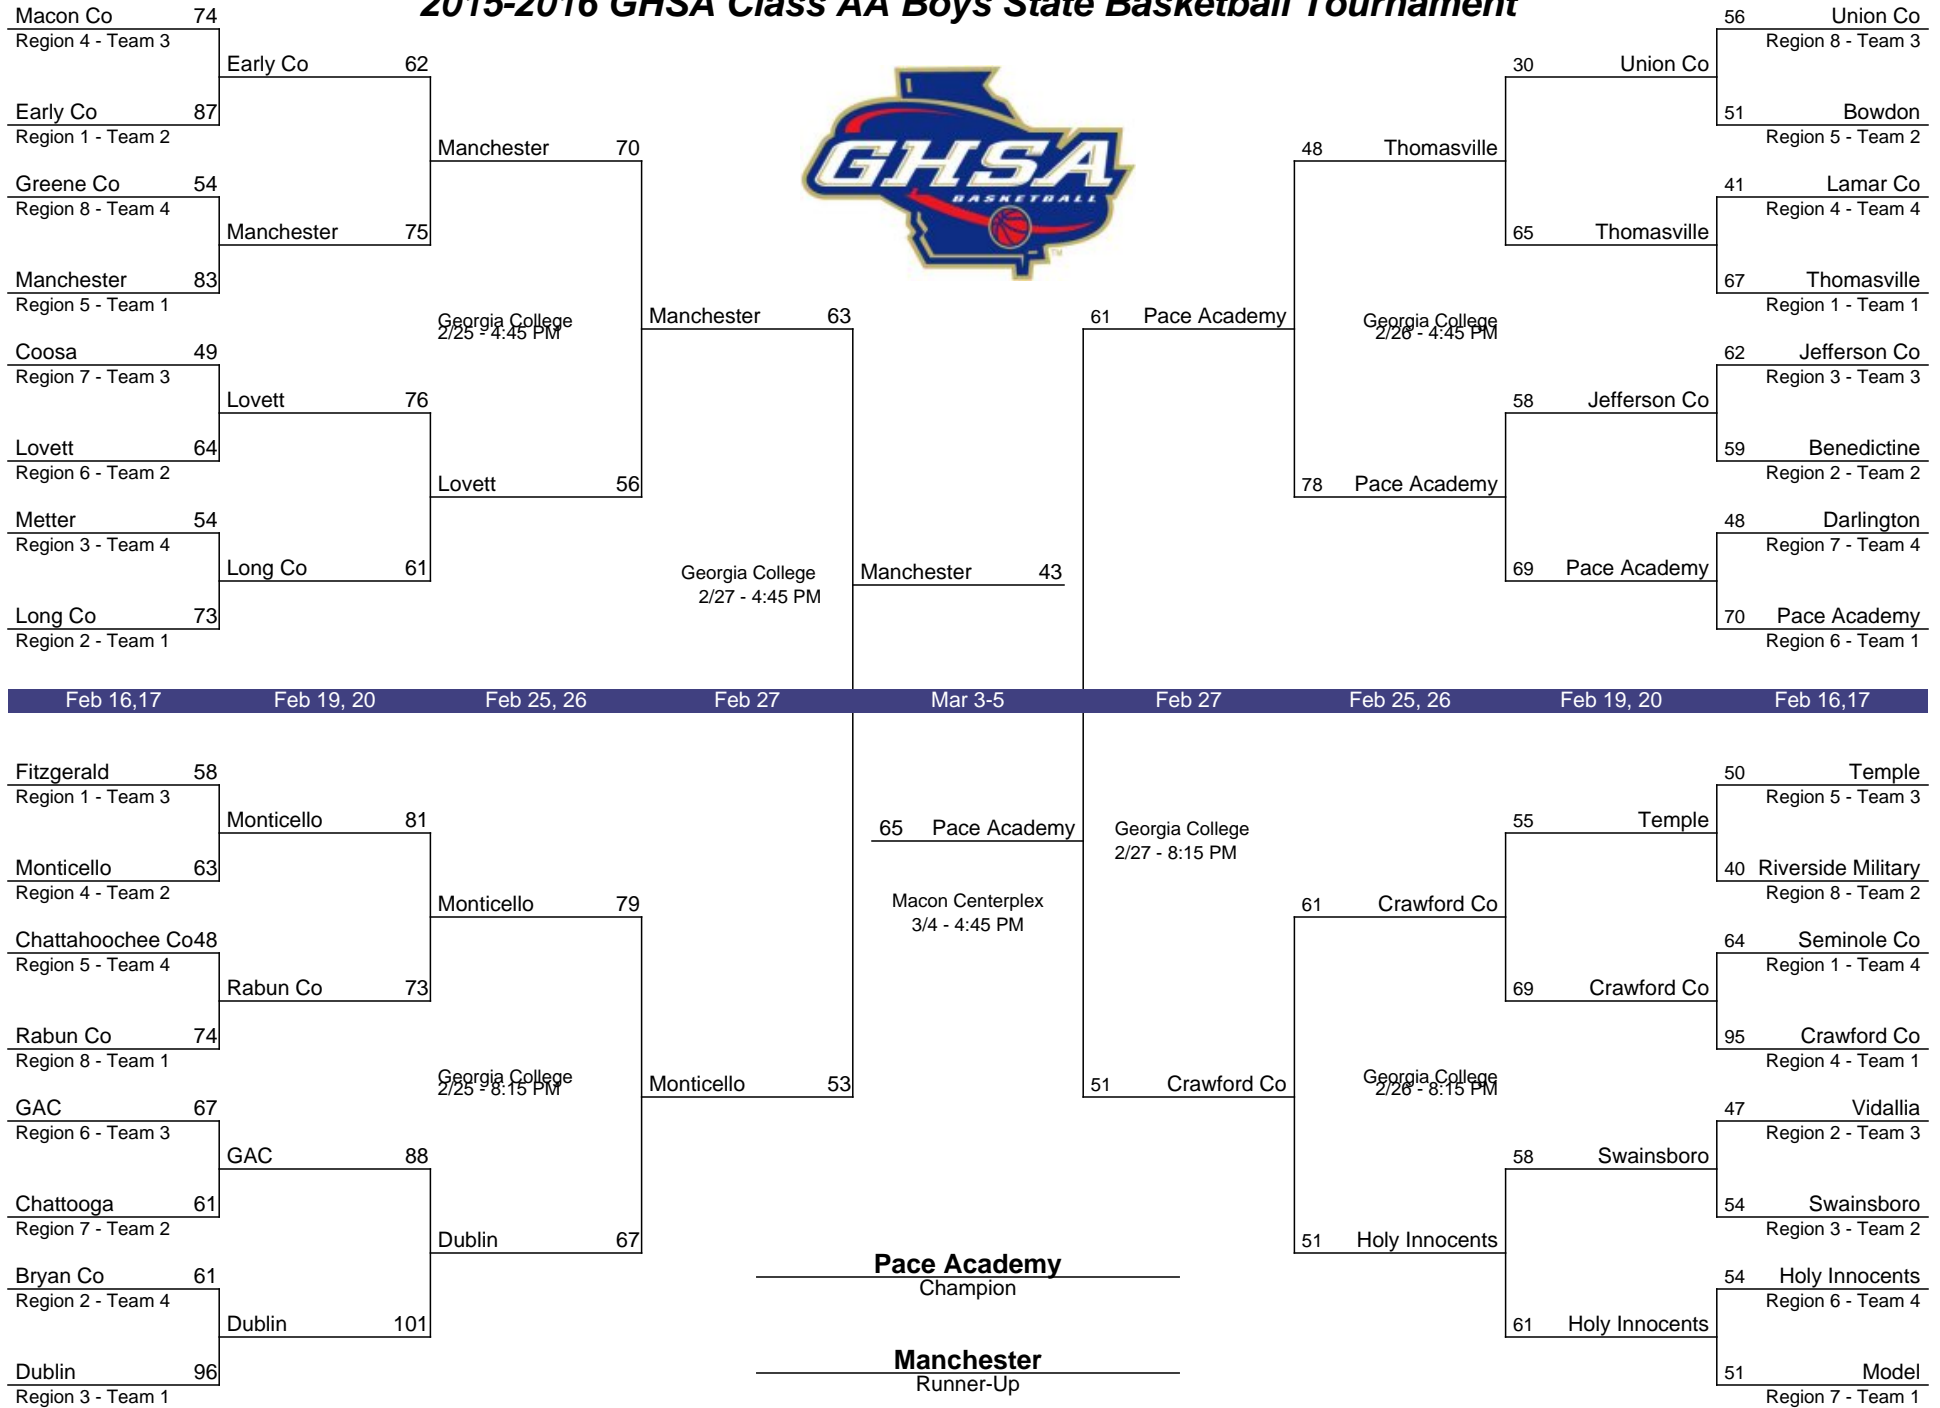 2015-2016 GHSA Class AA Boys State Basketball Tournament
Macon Co 74
Region 4 - Team 3
Early Co 87
Region 1 - Team 2
Greene Co 54
Region 8 - Team 4
Manchester 83
Region 5 - Team 1
Coosa 49
Region 7 - Team 3
Lovett 64
Region 6 - Team 2
Metter 54
Region 3 - Team 4
Long Co 73
Region 2 - Team 1
Early Co 62
Manchester 75
Lovett 76
Long Co 61
Manchester 70
Georgia College
2/25 - 4:45 PM
Lovett 56
Manchester 63
Georgia College
2/27 - 4:45 PM
Manchester 43
GHSA
BASKETBALL
TM
61 Pace Academy
48 Thomasville
Georgia College
2/26 - 4:45 PM
78 Pace Academy
30 Union Co
65 Thomasville
58 Jefferson Co
69 Pace Academy
56 Union Co
Region 8 - Team 3
51 Bowdon
Region 5 - Team 2
41 Lamar Co
Region 4 - Team 4
67 Thomasville
Region 1 - Team 1
62 Jefferson Co
Region 3 - Team 3
59 Benedictine
Region 2 - Team 2
48 Darlington
Region 7 - Team 4
70 Pace Academy
Region 6 - Team 1
Feb 16,17 Feb 19, 20 Feb 25, 26 Feb 27 Mar 3-5 Feb 27 Feb 25, 26 Feb 19, 20 Feb 16,17
Fitzgerald 58
Region 1 - Team 3
Monticello 63
Region 4 - Team 2
Chattahoochee Co48
Region 5 - Team 4
Rabun Co 74
Region 8 - Team 1
GAC 67
Region 6 - Team 3
Chattooga 61
Region 7 - Team 2
Bryan Co 61
Region 2 - Team 4
Dublin 96
Region 3 - Team 1
Monticello 81
Rabun Co 73
GAC 88
Dublin 101
Monticello 79
Georgia College
2/25 - 8:15 PM
Dublin 67
Monticello 53
65 Pace Academy
Macon Centerplex
3/4 - 4:45 PM
Georgia College
2/27 - 8:15 PM
51 Crawford Co
61 Crawford Co
Georgia College
2/26 - 8:15 PM
51 Holy Innocents
55 Temple
69 Crawford Co
58 Swainsboro
61 Holy Innocents
50 Temple
Region 5 - Team 3
40 Riverside Military
Region 8 - Team 2
64 Seminole Co
Region 1 - Team 4
95 Crawford Co
Region 4 - Team 1
47 Vidallia
Region 2 - Team 3
54 Swainsboro
Region 3 - Team 2
54 Holy Innocents
Region 6 - Team 4
51 Model
Region 7 - Team 1
Pace Academy
Champion
Manchester
Runner-Up